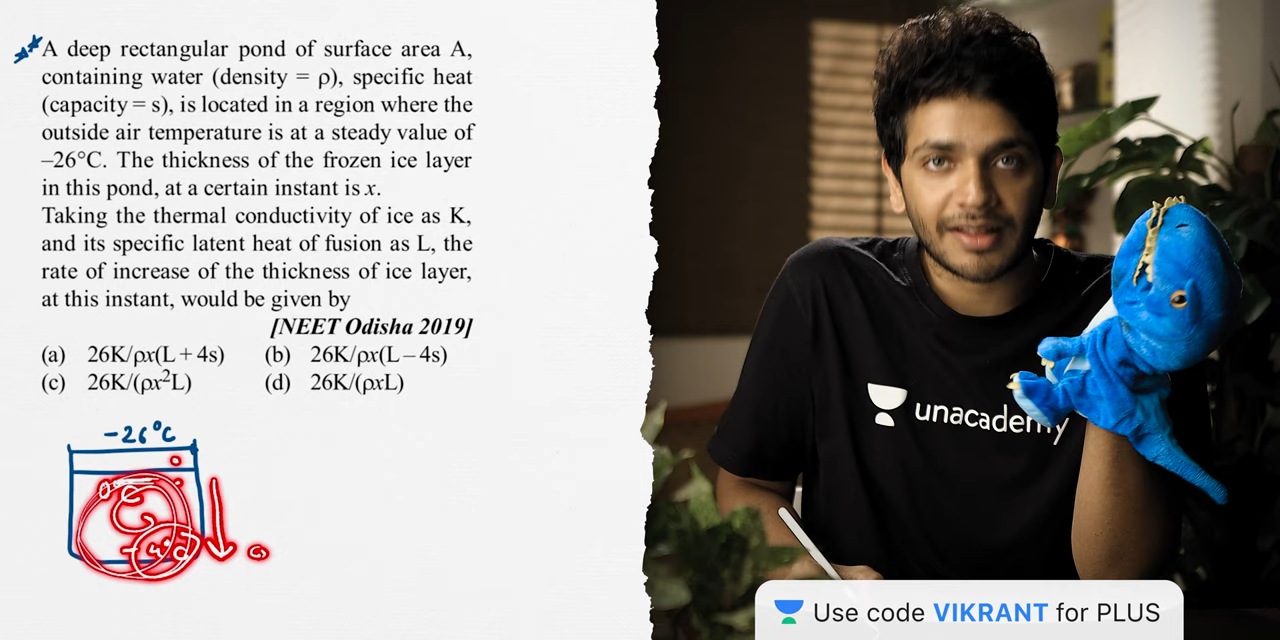 A deep rectangular pond of surface area A,
containing water (density = ρ), specific heat
(capacity = s), is located in a region where the
outside air temperature is at a steady value of
–26°C. The thickness of the frozen ice layer
in this pond, at a certain instant is x.
Taking the thermal conductivity of ice as K,
and its specific latent heat of fusion as L, the
rate of increase of the thickness of ice layer,
at this instant, would be given by
[NEET Odisha 2019]
(a) 26K/ρx(L + 4s) (b) 26K/ρx(L – 4s)
(c) 26K/(ρx²L) (d) 26K/(ρxL)
-26°C
unacademy
Use code VIKRANT for PLUS